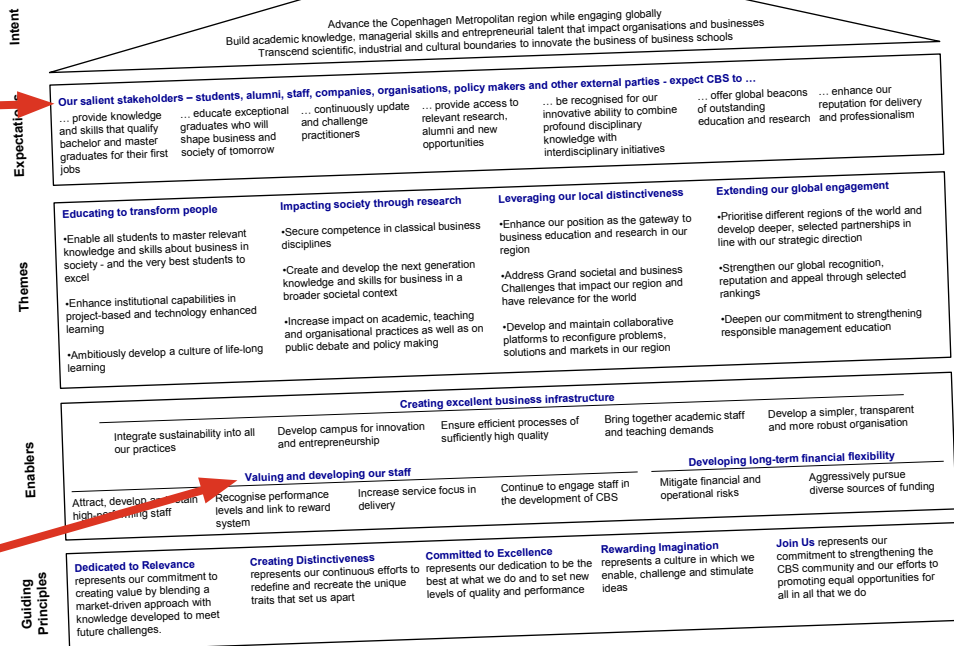 Intent
Advance the Copenhagen Metropolitan region while engaging globally
Build academic knowledge, managerial skills and entrepreneurial talent that impact organisations and businesses
Transcend scientific, industrial and cultural boundaries to innovate the business of business schools
Expectations
Our salient stakeholders – students, alumni, staff, companies, organisations, policy makers and other external parties - expect CBS to …
… provide knowledge
and skills that qualify
bachelor and master
graduates for their first
jobs
… educate exceptional
graduates who will
shape business and
society of tomorrow
… continuously update
and challenge
practitioners
… provide access to
relevant research,
alumni and new
opportunities
… be recognised for our
innovative ability to combine
profound disciplinary
knowledge with
interdisciplinary initiatives
… offer global beacons
of outstanding
education and research
… enhance our
reputation for delivery
and professionalism
Themes
Educating to transform people
•Enable all students to master relevant
knowledge and skills about business in
society - and the very best students to
excel
•Enhance institutional capabilities in
project-based and technology enhanced
learning
•Ambitiously develop a culture of life-long
learning
Impacting society through research
•Secure competence in classical business
disciplines
•Create and develop the next generation
knowledge and skills for business in a
broader societal context
•Increase impact on academic, teaching
and organisational practices as well as on
public debate and policy making
Leveraging our local distinctiveness
•Enhance our position as the gateway to
business education and research in our
region
•Address Grand societal and business
Challenges that impact our region and
have relevance for the world
•Develop and maintain collaborative
platforms to reconfigure problems,
solutions and markets in our region
Extending our global engagement
•Prioritise different regions of the world and
develop deeper, selected partnerships in
line with our strategic direction
•Strengthen our global recognition,
reputation and appeal through selected
rankings
•Deepen our commitment to strengthening
responsible management education
Enablers
Creating excellent business infrastructure
Integrate sustainability into all
our practices
Develop campus for innovation
and entrepreneurship
Ensure efficient processes of
sufficiently high quality
Bring together academic staff
and teaching demands
Develop a simpler, transparent
and more robust organisation
Valuing and developing our staff
Attract, develop and retain
high-performing staff
Recognise performance
levels and link to reward
system
Increase service focus in
delivery
Continue to engage staff in
the development of CBS
Developing long-term financial flexibility
Mitigate financial and
operational risks
Aggressively pursue
diverse sources of funding
Guiding
Principles
Dedicated to Relevance
represents our commitment to
creating value by blending a
market-driven approach with
knowledge developed to meet
future challenges.
Creating Distinctiveness
represents our continuous efforts to
redefine and recreate the unique
traits that set us apart
Committed to Excellence
represents our dedication to be the
best at what we do and to set new
levels of quality and performance
Rewarding Imagination
represents a culture in which we
enable, challenge and stimulate
ideas
Join Us represents our
commitment to strengthening the
CBS community and our efforts to
promoting equal opportunities for
all in all that we do